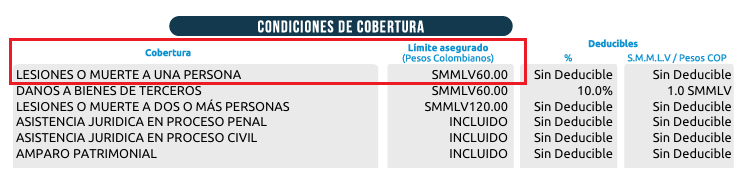 CONDICIONES DE COBERTURA
Cobertura Límite asegurado (Pesos Colombianos) Deducibles % S.M.M.L.V / Pesos COP
LESIONES O MUERTE A UNA PERSONA SMMLV60.00 Sin Deducible Sin Deducible
DANOS A BIENES DE TERCEROS SMMLV60.00 10.0% 1.0 SMMLV
LESIONES O MUERTE A DOS O MÁS PERSONAS SMMLV120.00 Sin Deducible Sin Deducible
ASISTENCIA JURIDICA EN PROCESO PENAL INCLUIDO Sin Deducible Sin Deducible
ASISTENCIA JURIDICA EN PROCESO CIVIL INCLUIDO Sin Deducible Sin Deducible
AMPARO PATRIMONIAL INCLUIDO Sin Deducible Sin Deducible